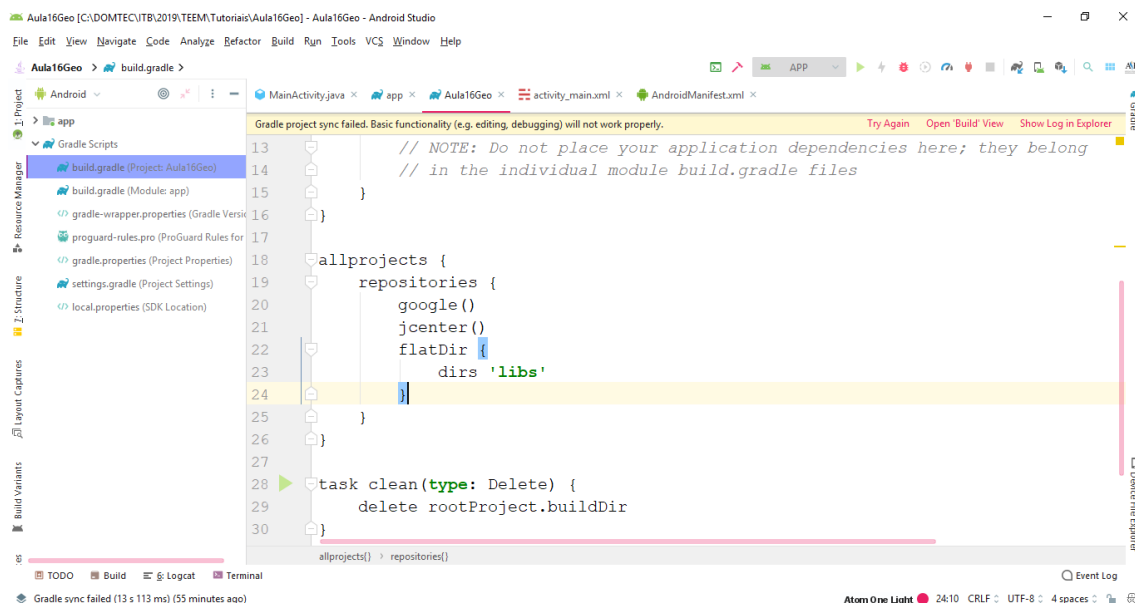 Aula16Geo [C:\DOMTEC\ITB\2019\TEEM\Tutoriais\Aula16Geo] - Aula16Geo - Android Studio
File Edit View Navigate Code Analyze Refactor Build Run Tools VCS Window Help
Aula16Geo build.gradle
APP
1: Project
Resource Manager
7: Structure
Layout Captures
Build Variants
Android
app
Gradle Scripts
build.gradle (Project: Aula16Geo)
build.gradle (Module: app)
gradle-wrapper.properties (Gradle Versi
proguard-rules.pro (ProGuard Rules for
gradle.properties (Project Properties)
settings.gradle (Project Settings)
local.properties (SDK Location)
MainActivity.java app Aula16Geo activity_main.xml AndroidManifest.xml
Gradle project sync failed. Basic functionality (e.g. editing, debugging) will not work properly. Try Again Open 'Build' View Show Log in Explorer
13 // NOTE: Do not place your application dependencies here; they belong
14 // in the individual module build.gradle files
15 }
16 }
17
18 allprojects {
19 repositories {
20 google()
21 jcenter()
22 flatDir {
23 dirs 'libs'
24 }
25 }
26 }
27
28 task clean(type: Delete) {
29 delete rootProject.buildDir
30 }
allprojects{} repositories{}
Gradle
Device File Explorer
TODO Build 6: Logcat Terminal Event Log
Gradle sync failed (13 s 113 ms) (55 minutes ago) Atom One Light 24:10 CRLF UTF-8 4 spaces